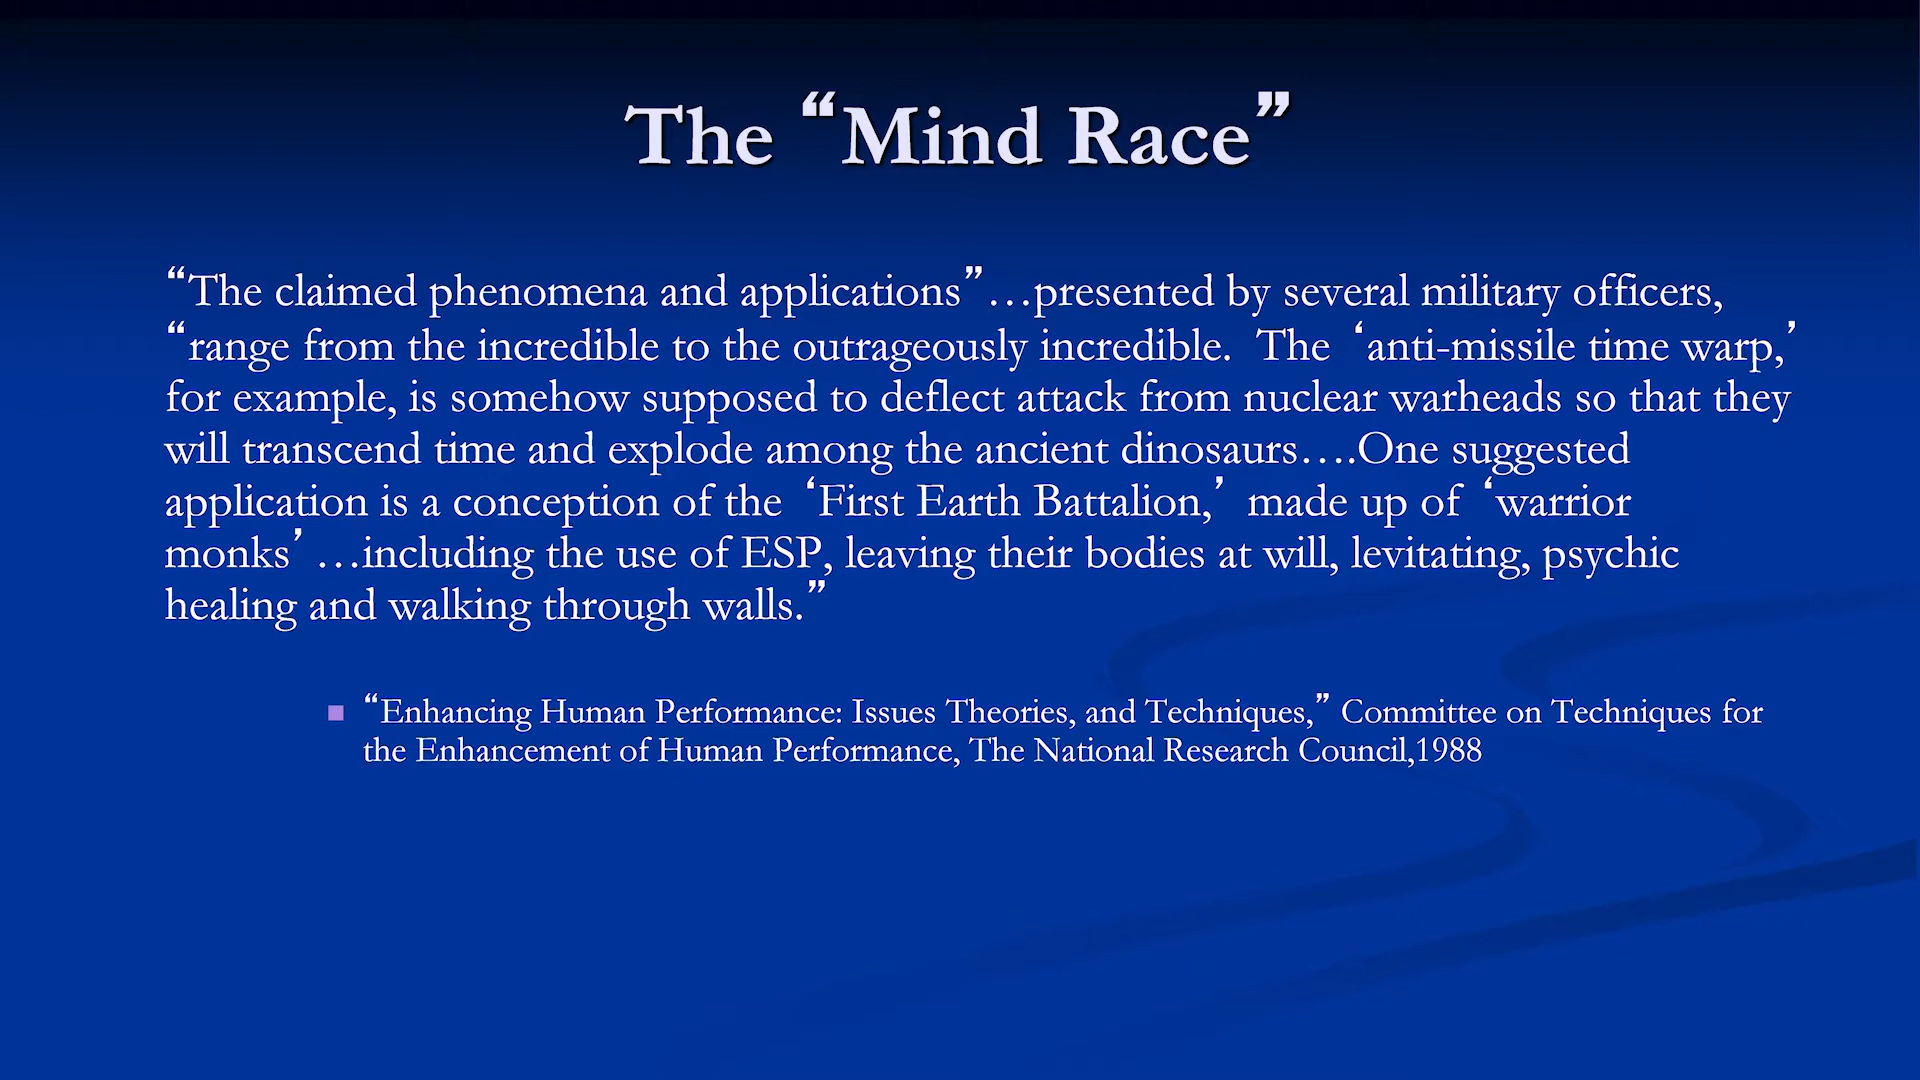 The “Mind Race”
“The claimed phenomena and applications”…presented by several military officers,
“range from the incredible to the outrageously incredible.  The ‘anti-missile time warp,’
for example, is somehow supposed to deflect attack from nuclear warheads so that they
will transcend time and explode among the ancient dinosaurs….One suggested
application is a conception of the ‘First Earth Battalion,’ made up of ‘warrior
monks’…including the use of ESP, leaving their bodies at will, levitating, psychic
healing and walking through walls.”
“Enhancing Human Performance: Issues Theories, and Techniques,” Committee on Techniques for
the Enhancement of Human Performance, The National Research Council,1988